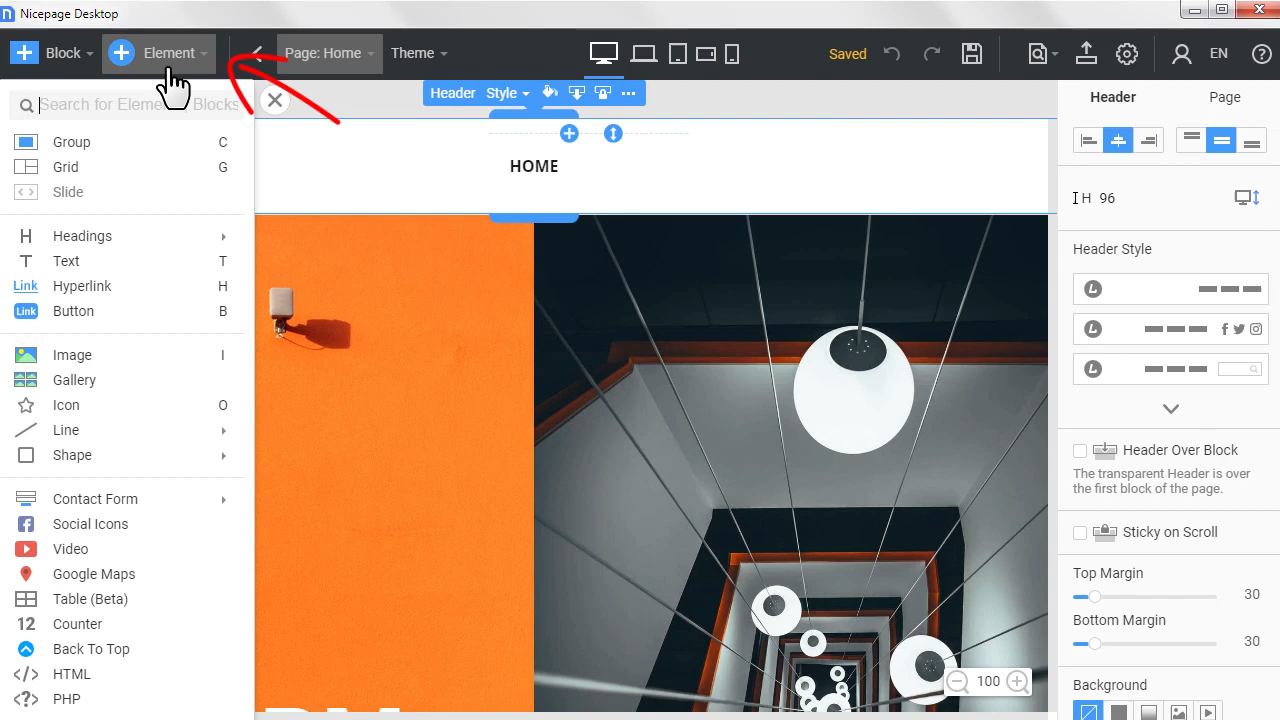 Nicepage Desktop
Block
Element
Page: Home
Theme
Saved
EN
Search for Eleme Blocks
Header Style
Header
Page
Group C
Grid G
Slide
HOME
H 96
Headings
Text T
Link Hyperlink H
Link Button B
Header Style
Image I
Gallery
Icon O
Line
Shape
Header Over Block
The transparent Header is over
the first block of the page.
Contact Form
Social Icons
Video
Google Maps
Table (Beta)
12 Counter
Back To Top
HTML
PHP
Sticky on Scroll
Top Margin
30
Bottom Margin
30
100
Background